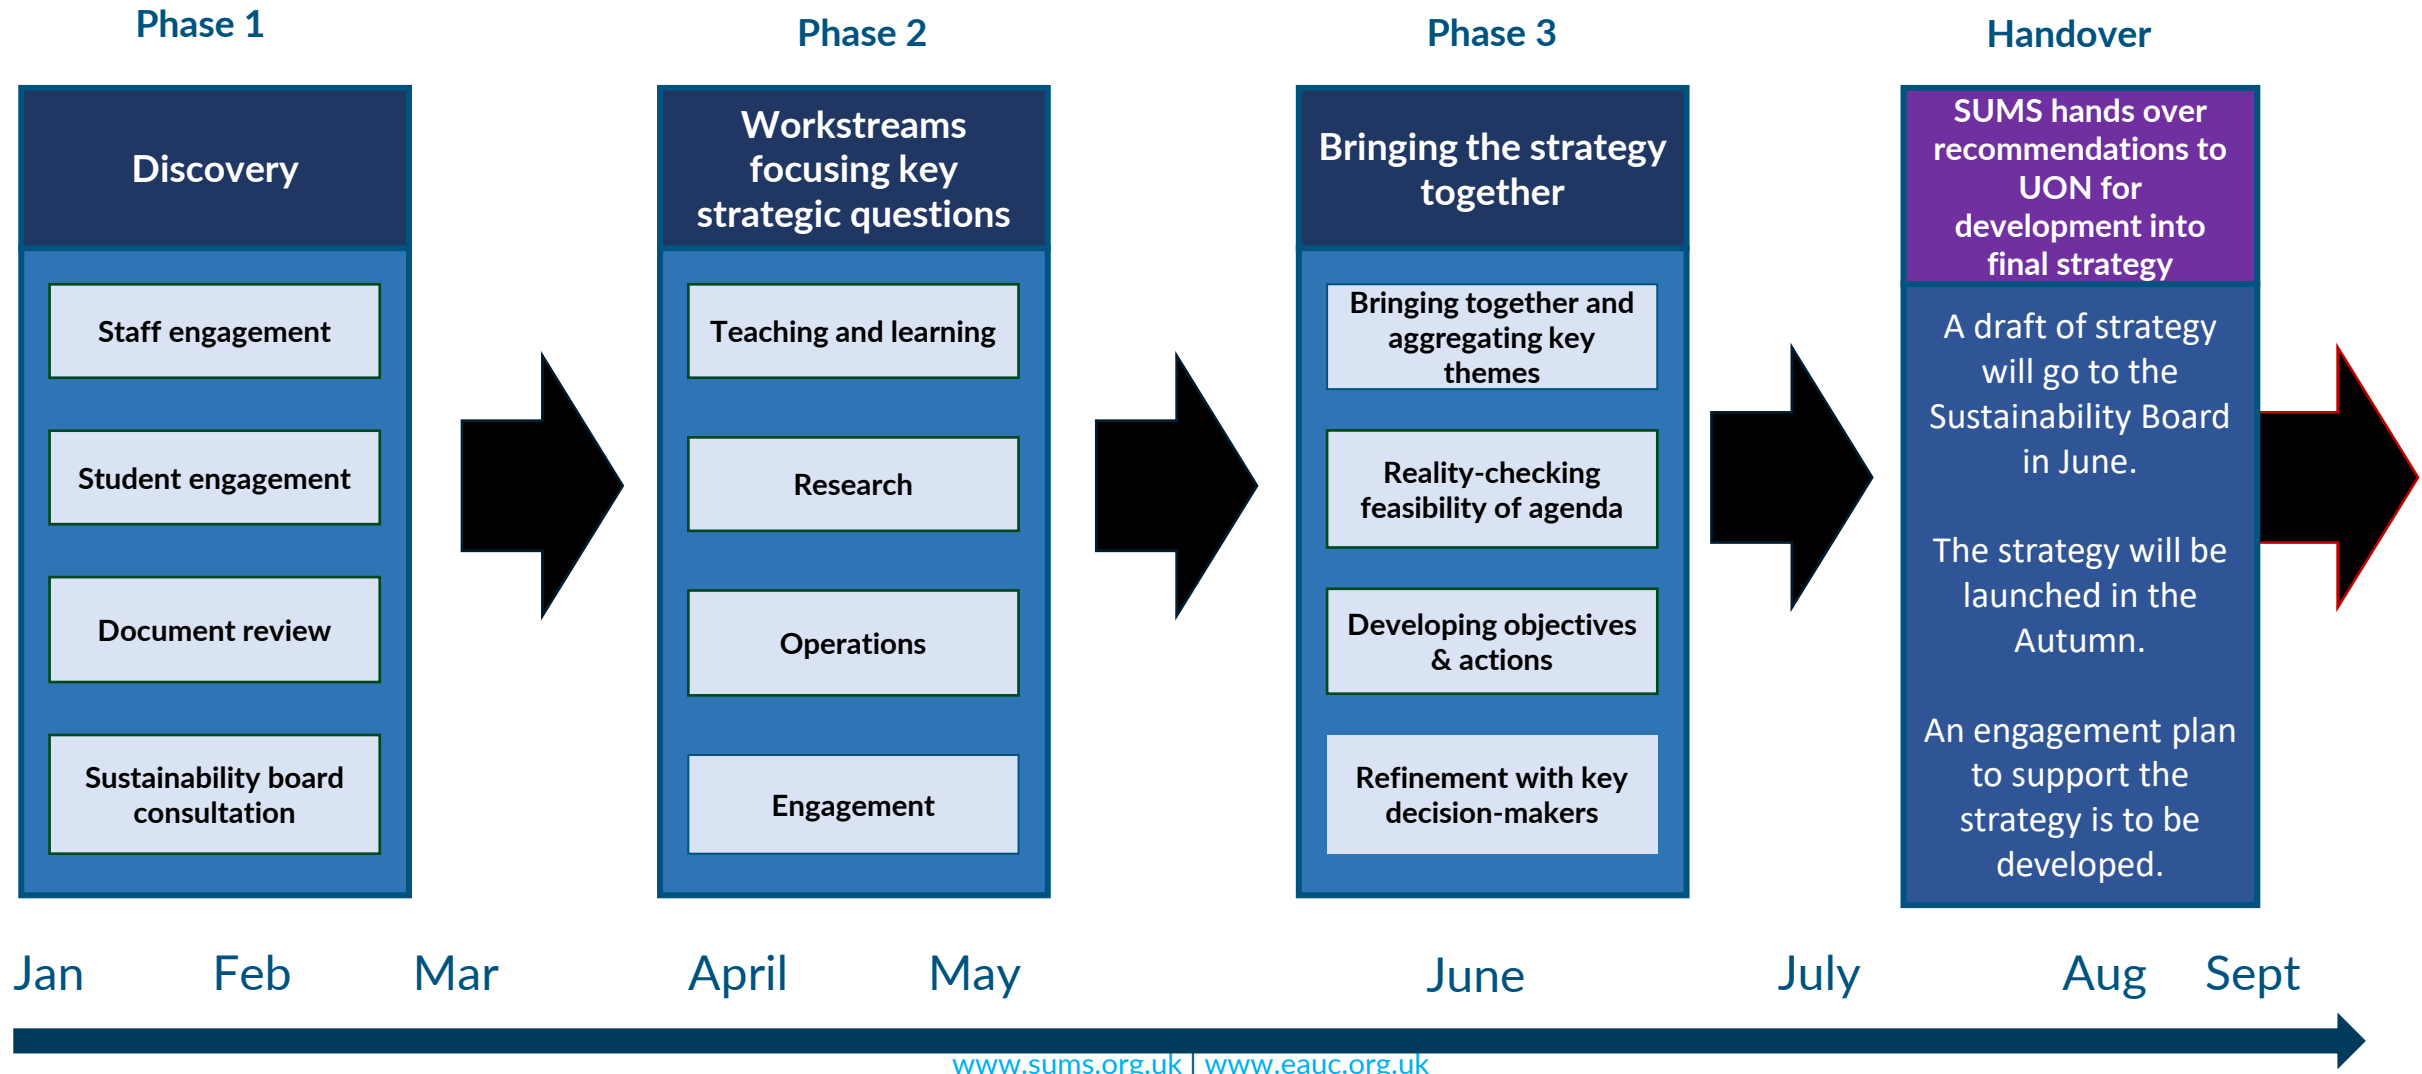 Phase 1
Discovery
Staff engagement
Student engagement
Document review
Sustainability board
consultation
Phase 2
Workstreams
focusing key
strategic questions
Teaching and learning
Research
Operations
Engagement
Phase 3
Bringing the strategy
together
Bringing together and
aggregating key
themes
Reality-checking
feasibility of agenda
Developing objectives
& actions
Refinement with key
decision-makers
Handover
SUMS hands over
recommendations to
UON for
development into
final strategy
A draft of strategy
will go to the
Sustainability Board
in June.
The strategy will be
launched in the
Autumn.
An engagement plan
to support the
strategy is to be
developed.
Jan Feb Mar April May June July Aug Sept
www.sums.org.uk | www.eauc.org.uk